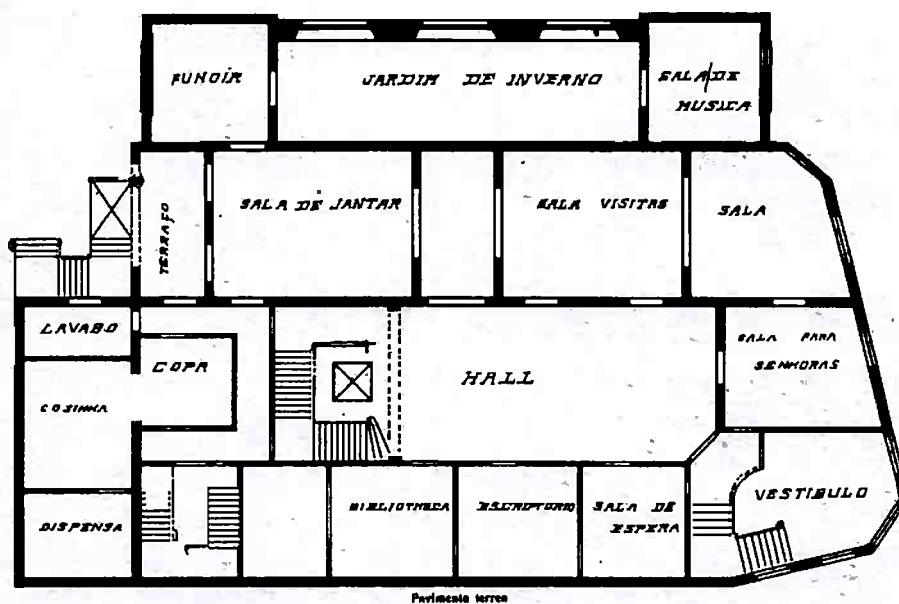 FUMOIR
JARDIM DE INVERNO
SALA DE
MUSICA
TERRAÇO
SALA DE JANTAR
SALA VISITAS
SALA
LAVABO
COPA
HALL
SALA PARA
SENHORAS
COSINHA
DISPENSA
BIBLIOTHECA
ESCRIPTORIO
SALA DE
ESPERA
VESTIBULO
Pavimento terreo